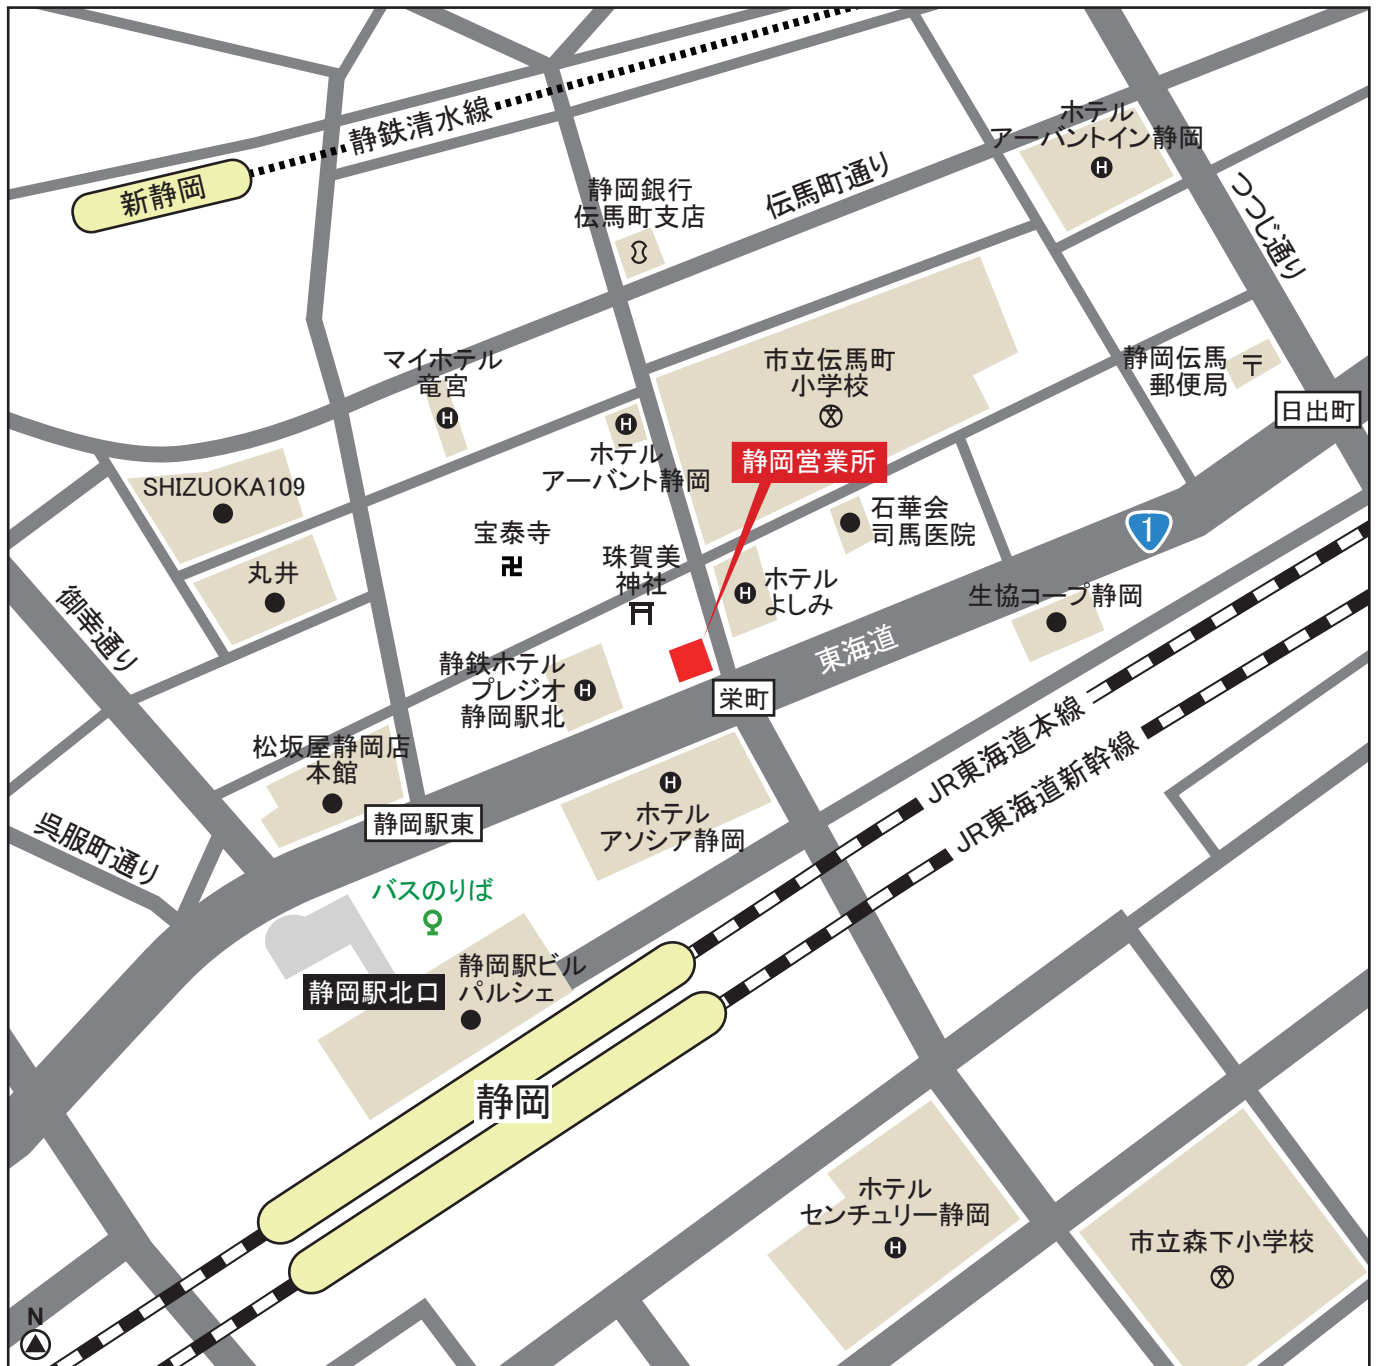 静鉄清水線
新静岡
ホテル
アーバントイン静岡
H
静岡銀行
伝馬町支店
伝馬町通り
つつじ通り
マイホテル
竜宮
H
市立伝馬町
小学校
文
静岡伝馬
郵便局
〒
日出町
H
ホテル
アーバント静岡
静岡営業所
SHIZUOKA109
石華会
司馬医院
1
宝泰寺
卍
珠賀美
神社
丸井
H
ホテル
よしみ
生協コープ静岡
御幸通り
東海道
静鉄ホテル
プレジオ
静岡駅北
H
栄町
JR東海道本線
JR東海道新幹線
松坂屋静岡店
本館
静岡駅東
H
ホテル
アソシア静岡
呉服町通り
バスのりば
静岡駅北口
静岡駅ビル
パルシェ
静岡
ホテル
センチュリー静岡
H
市立森下小学校
文
N